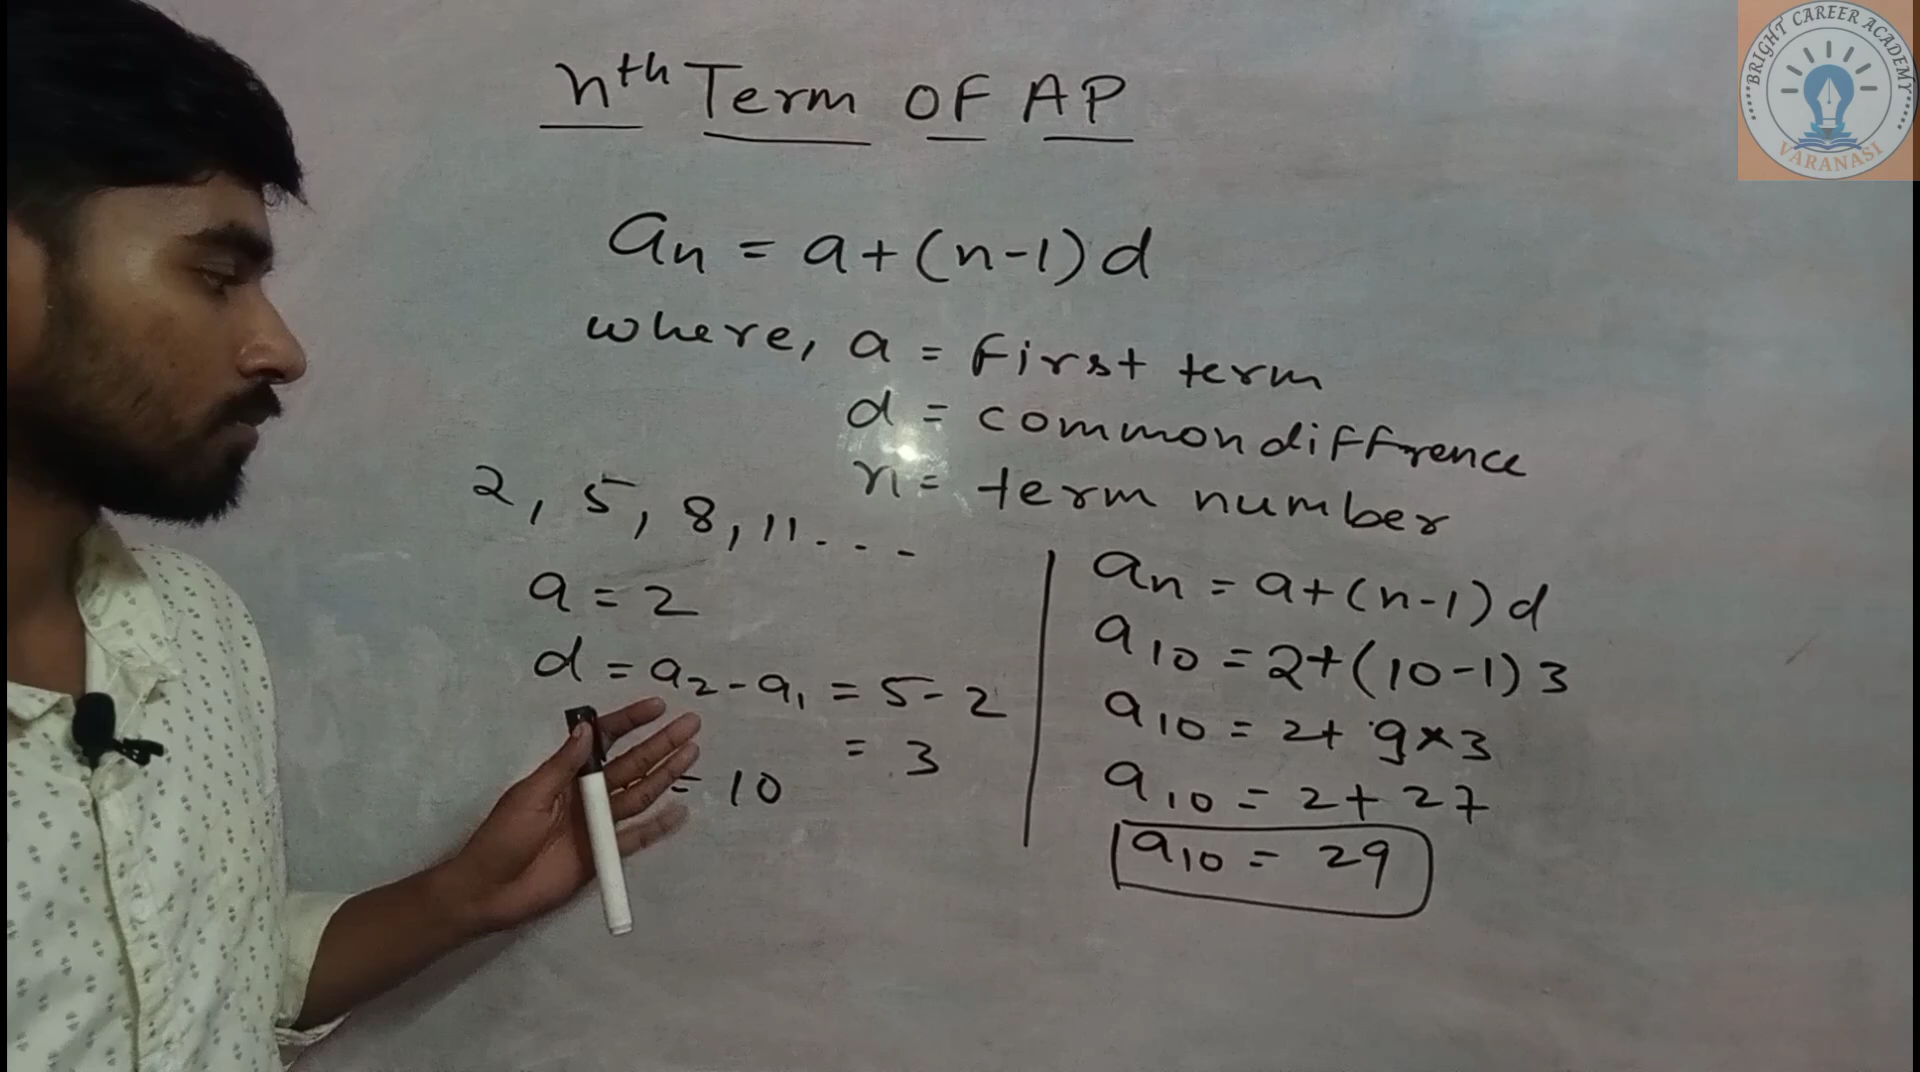 nth Term OF AP
an = a+(n-1)d
where, a = first term
d = common diffrence
n = term number
2, 5, 8, 11...
a = 2
d = a2-a1 = 5-2
= 3
= 10
an = a+(n-1)d
a10 = 2+(10-1)3
a10 = 2+ 9×3
a10 = 2+27
a10 = 29
BRIGHT CAREER ACADEMY
VARANASI